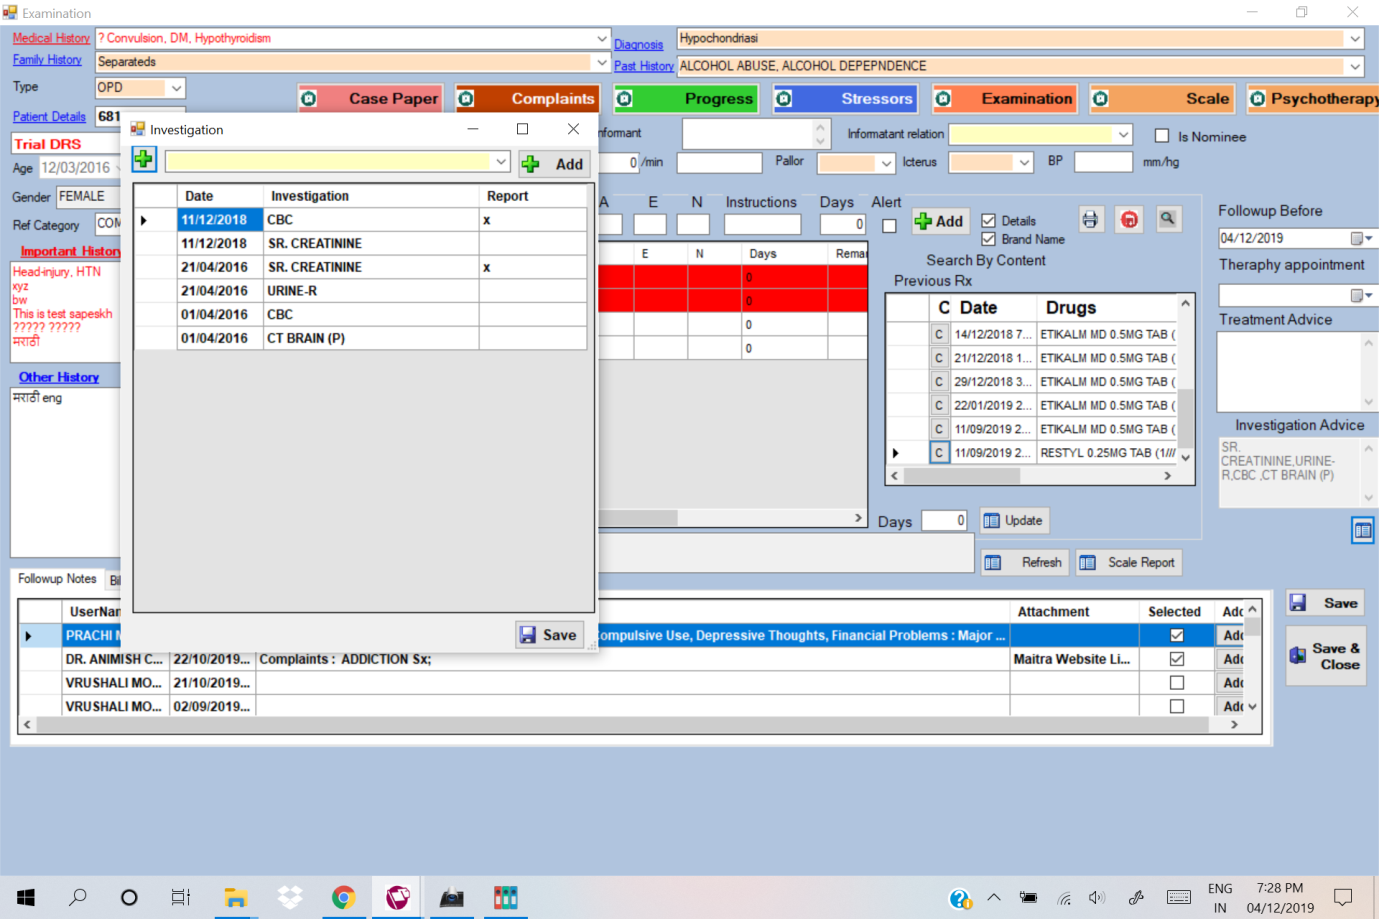 Examination
Medical History ? Convulsion, DM, Hypothyroidism
Diagnosis Hypochondriasi
Family History Separateds
Past History ALCOHOL ABUSE, ALCOHOL DEPEPNDENCE
Type OPD
Case Paper Complaints Progress Stressors Examination Scale Psychotherapy
Patient Details 681
Investigation
nformant Informatant relation Is Nominee
Trial DRS
Add
0 /min Pallor Icterus BP mm/hg
Age 12/03/2016
Gender FEMALE
Ref Category COM
Date Investigation Report
11/12/2018 CBC x
11/12/2018 SR. CREATININE
21/04/2016 SR. CREATININE x
21/04/2016 URINE-R
01/04/2016 CBC
01/04/2016 CT BRAIN (P)
Save
A E N Instructions Days Alert
0 Add Details
Brand Name
E N Days Remar
0
0
0
0
Search By Content
Previous Rx
C Date Drugs
C 14/12/2018 7... ETIKALM MD 0.5MG TAB (
C 21/12/2018 1... ETIKALM MD 0.5MG TAB (
C 29/12/2018 3... ETIKALM MD 0.5MG TAB (
C 22/01/2019 2... ETIKALM MD 0.5MG TAB (
C 11/09/2019 2... ETIKALM MD 0.5MG TAB (
C 11/09/2019 2... RESTYL 0.25MG TAB (1///
Days 0 Update
Refresh Scale Report
Followup Before
04/12/2019
Theraphy appointment
Treatment Advice
Investigation Advice
SR.
CREATININE,URINE-
R,CBC ,CT BRAIN (P)
Important History
Head-injury, HTN
xyz
bw
This is test sapeskh
????? ?????
मराठी
Other History
मराठी eng
Followup Notes Bil
UserNam Attachment Selected Add
PRACHI M ompulsive Use, Depressive Thoughts, Financial Problems : Major ... Add
DR. ANIMISH C... 22/10/2019... Complaints : ADDICTION Sx; Maitra Website Li... Add
VRUSHALI MO... 21/10/2019... Add
VRUSHALI MO... 02/09/2019... Add
Save
Save &
Close
ENG 7:28 PM
IN 04/12/2019